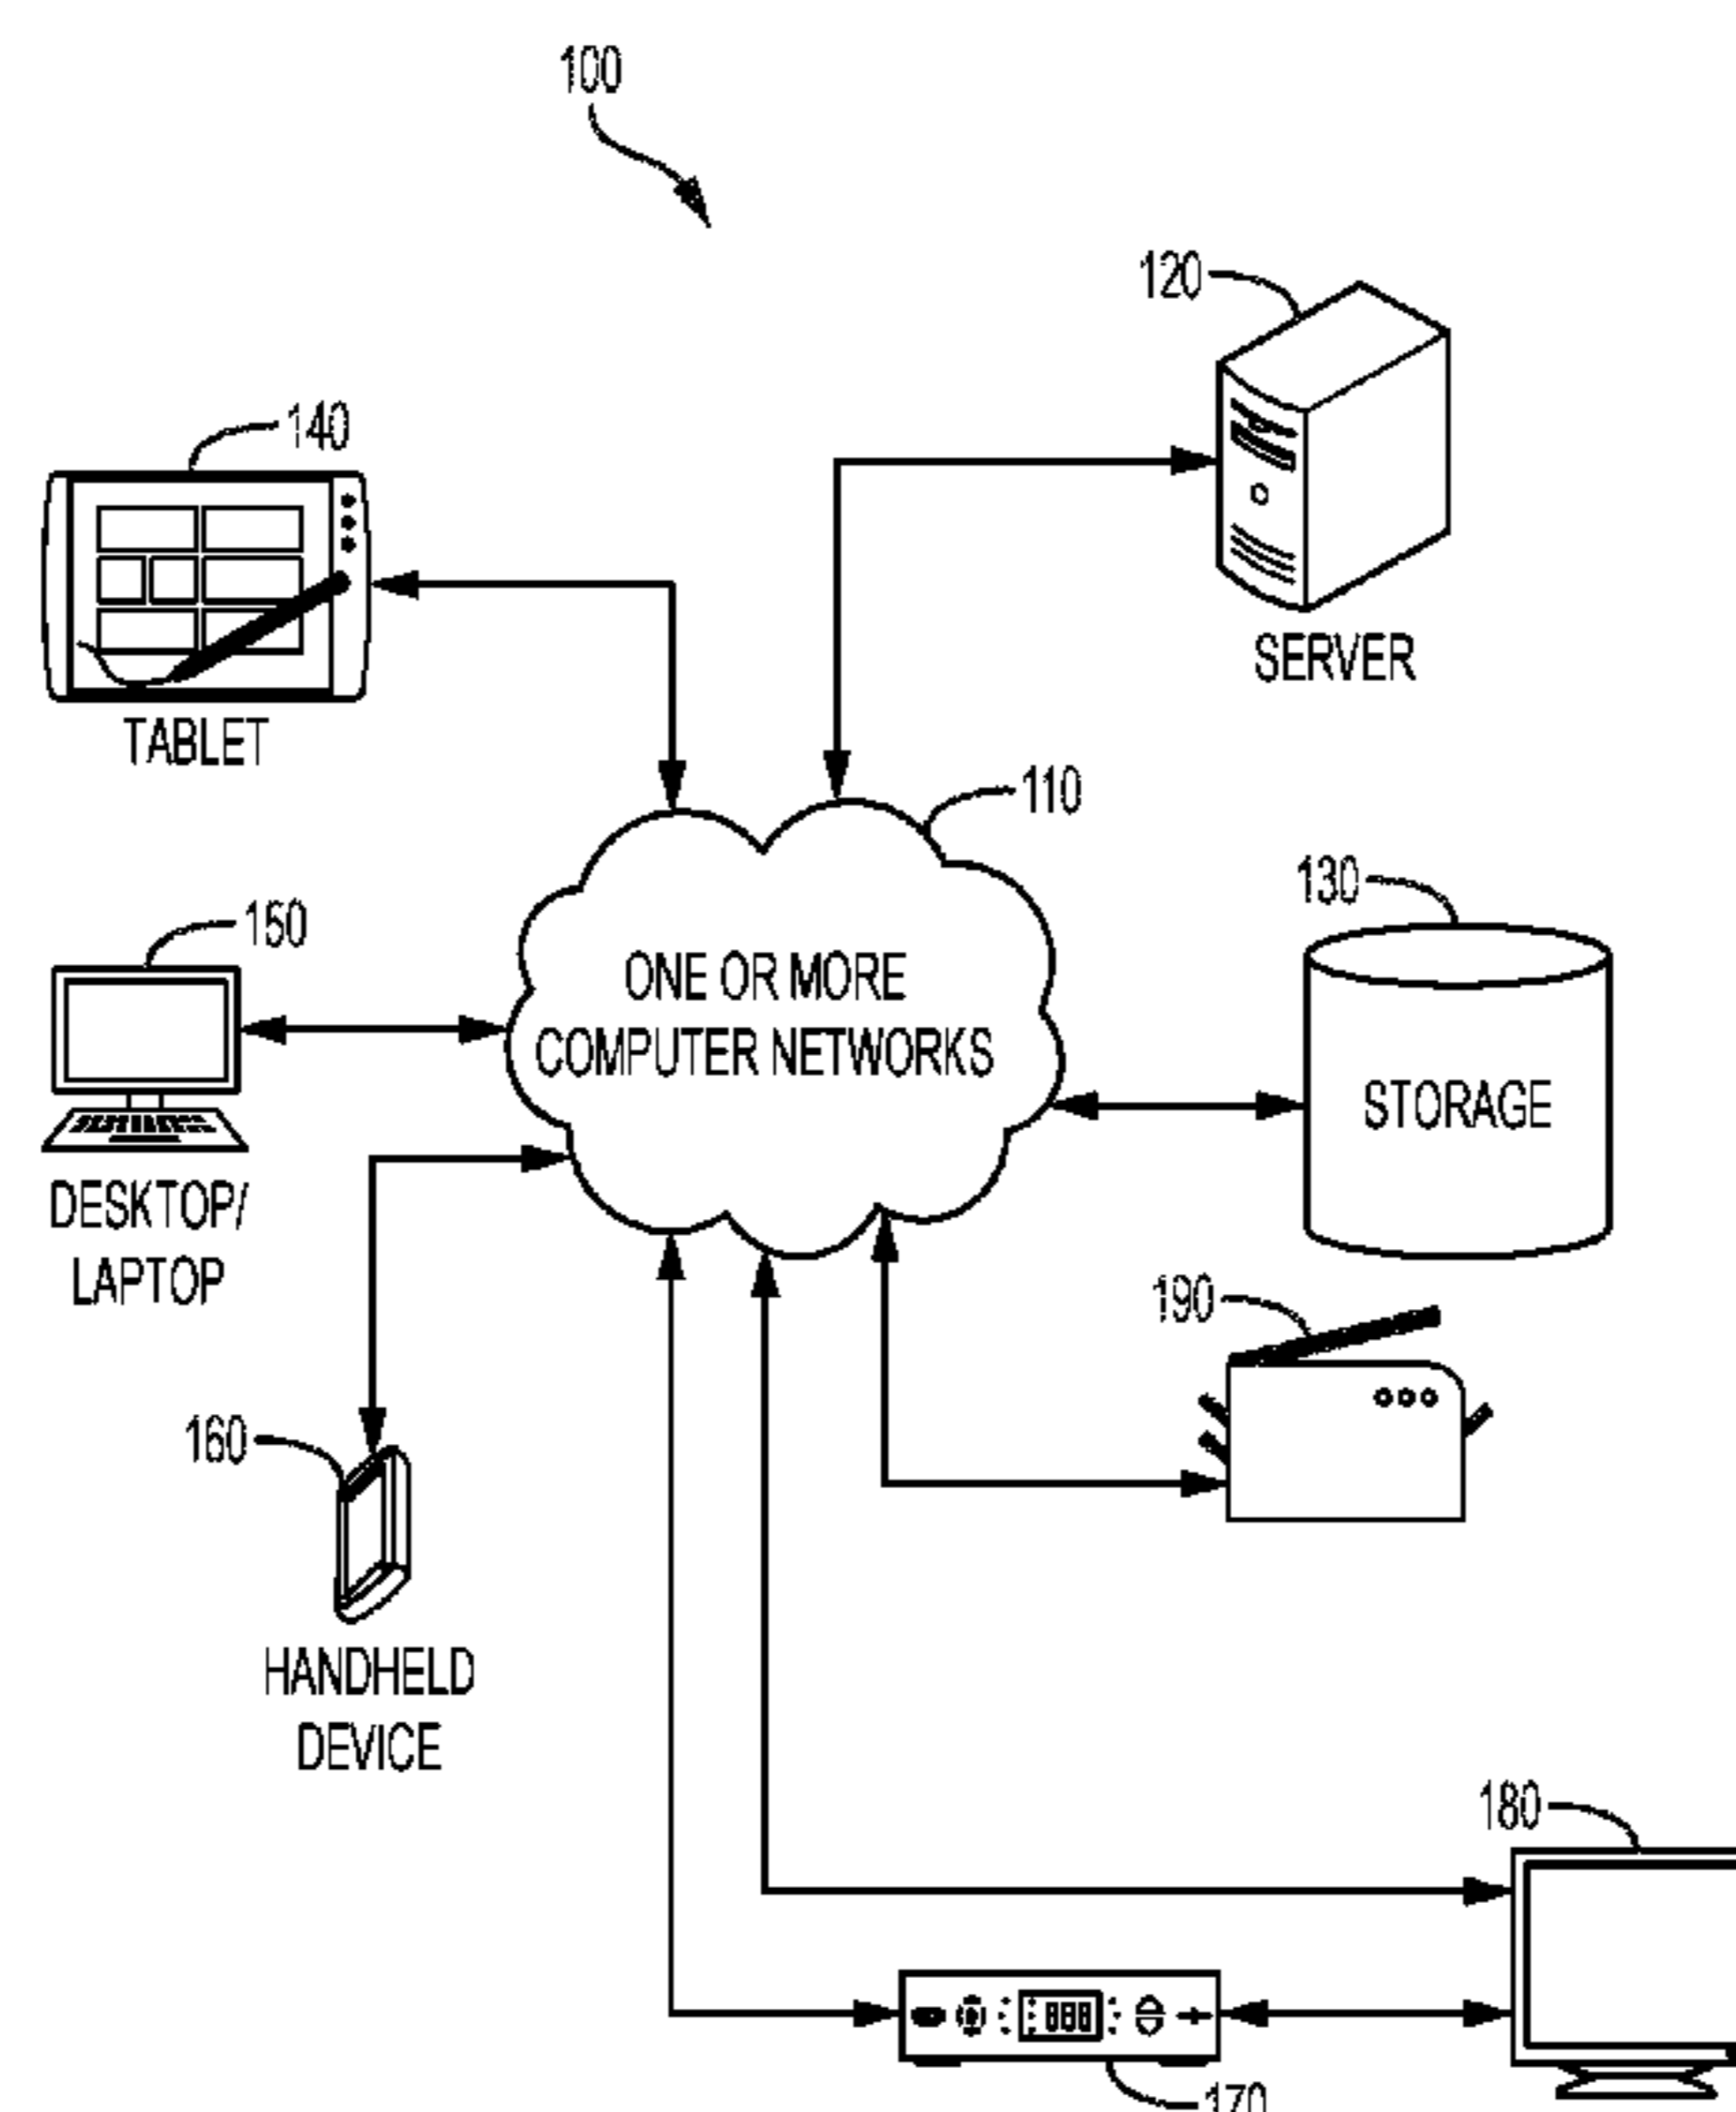 100
120
SERVER
140
TABLET
110
ONE OR MORE
COMPUTER NETWORKS
130
STORAGE
150
DESKTOP/
LAPTOP
190
160
HANDHELD
DEVICE
180
888
170